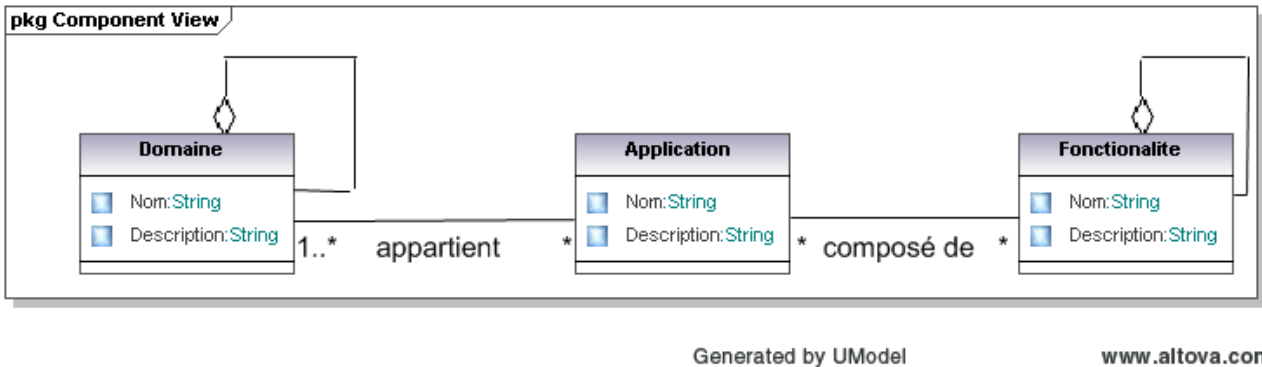 pkg Component View
Domaine
Nom:String
Description:String
1..* appartient *
Application
Nom:String
Description:String
* composé de *
Fonctionalite
Nom:String
Description:String
Generated by UModel
www.altova.com